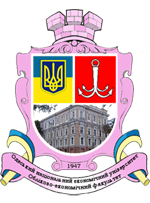 1947
Одеський національний економічний університет
Обліково-економічний факультет